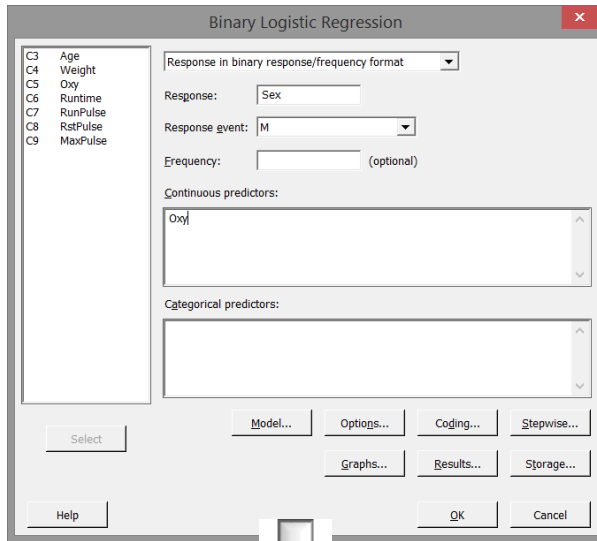 Binary Logistic Regression
x
C3 Age
C4 Weight
C5 Oxy
C6 Runtime
C7 RunPulse
C8 RstPulse
C9 MaxPulse
Response in binary response/frequency format
Response: Sex
Response event: M
Frequency: (optional)
Continuous predictors:
Oxy
Categorical predictors:
Model... Options... Coding... Stepwise...
Select
Graphs... Results... Storage...
Help OK Cancel